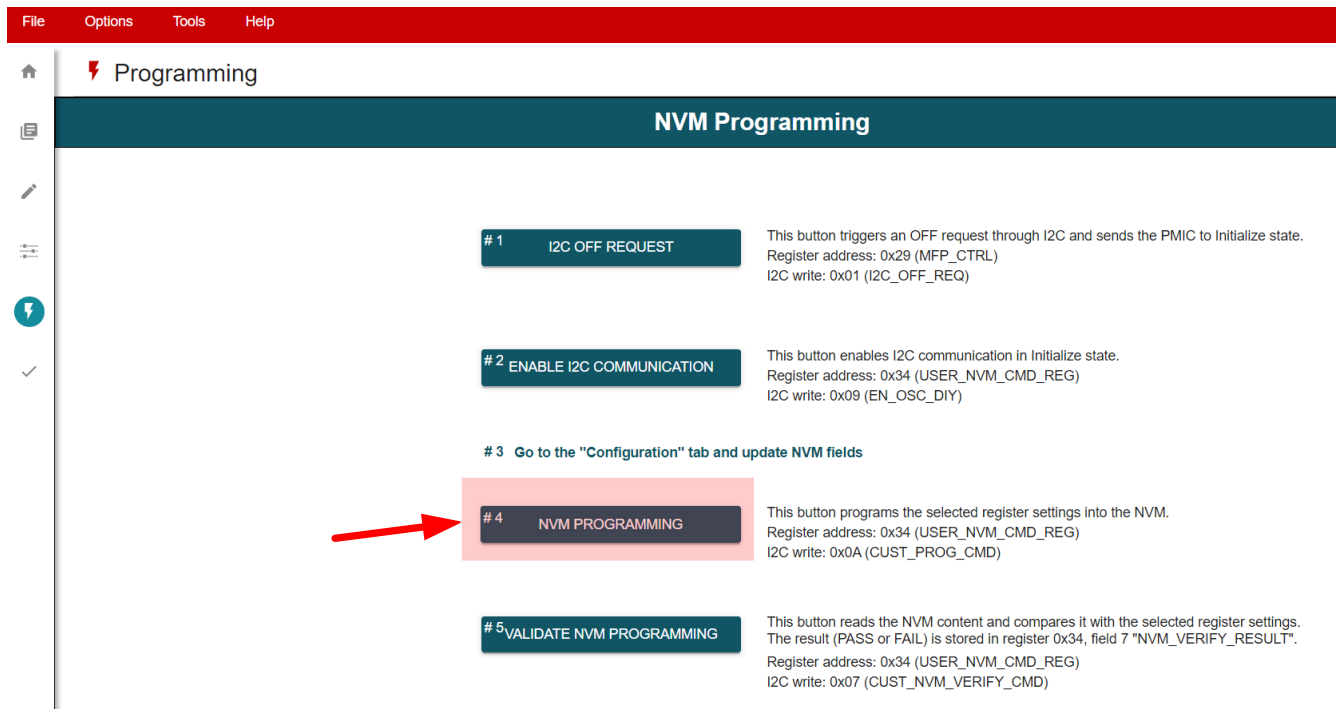 File Options Tools Help
Programming
NVM Programming
# 1 I2C OFF REQUEST
This button triggers an OFF request through I2C and sends the PMIC to Initialize state.
Register address: 0x29 (MFP_CTRL)
I2C write: 0x01 (I2C_OFF_REQ)
# 2 ENABLE I2C COMMUNICATION
This button enables I2C communication in Initialize state.
Register address: 0x34 (USER_NVM_CMD_REG)
I2C write: 0x09 (EN_OSC_DIY)
# 3 Go to the "Configuration" tab and update NVM fields
# 4 NVM PROGRAMMING
This button programs the selected register settings into the NVM.
Register address: 0x34 (USER_NVM_CMD_REG)
I2C write: 0x0A (CUST_PROG_CMD)
# 5 VALIDATE NVM PROGRAMMING
This button reads the NVM content and compares it with the selected register settings.
The result (PASS or FAIL) is stored in register 0x34, field 7 "NVM_VERIFY_RESULT".
Register address: 0x34 (USER_NVM_CMD_REG)
I2C write: 0x07 (CUST_NVM_VERIFY_CMD)